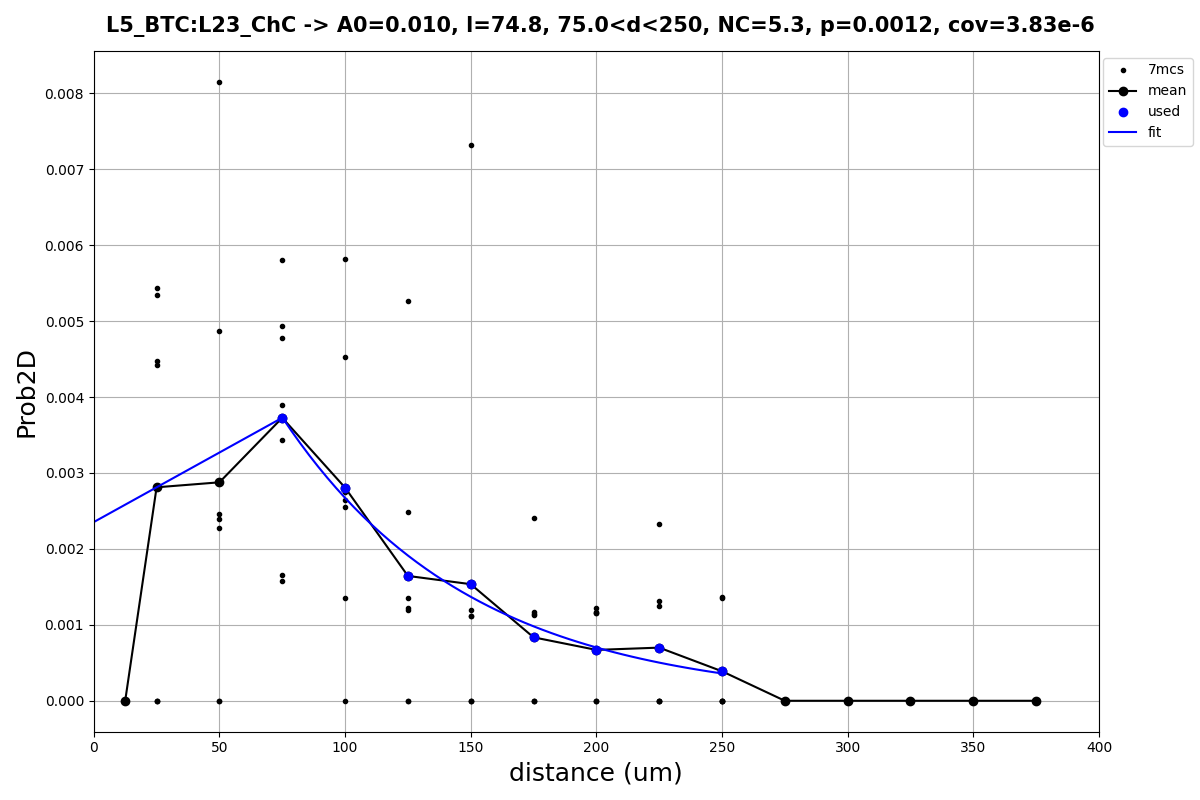 L5_BTC:L23_ChC -> A0=0.010, l=74.8, 75.0<d<250, NC=5.3, p=0.0012, cov=3.83e-6
7mcs
mean
used
fit
0.008
0.007
0.006
0.005
0.004
0.003
0.002
0.001
0.000
Prob2D
0 50 100 150 200 250 300 350 400
distance (um)